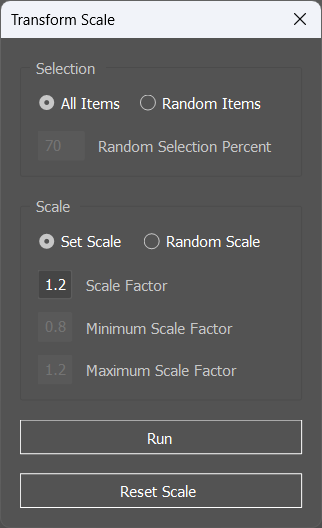 Transform Scale
Selection
All Items Random Items
70 Random Selection Percent
Scale
Set Scale Random Scale
1.2 Scale Factor
0.8 Minimum Scale Factor
1.2 Maximum Scale Factor
Run
Reset Scale